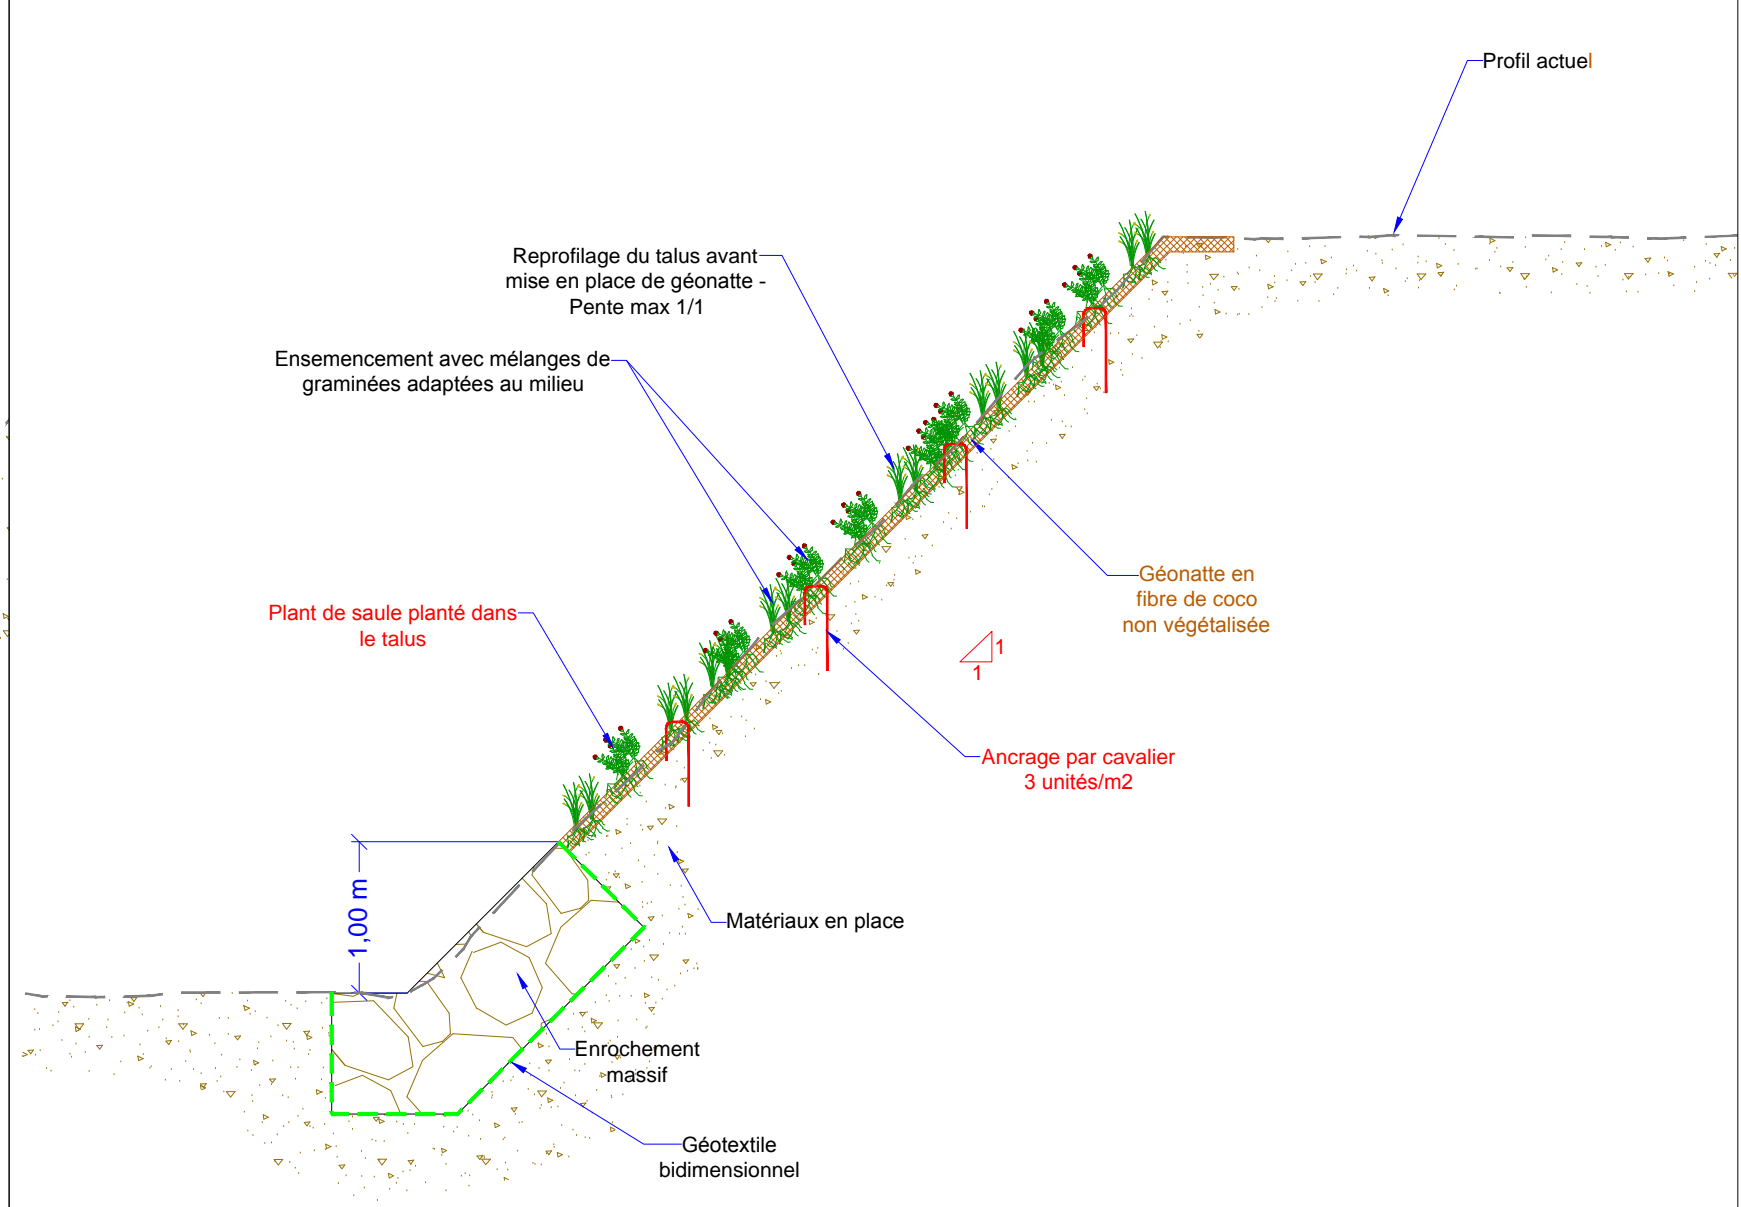 Profil actuel
Reprofilage du talus avant
mise en place de géonatte -
Pente max 1/1
Ensemencement avec mélanges de
graminées adaptées au milieu
Géonatte en
fibre de coco
non végétalisée
Plant de saule planté dans
le talus
1
1
Ancrage par cavalier
3 unités/m2
1,00 m
Matériaux en place
Enrochement
massif
Géotextile
bidimensionnel